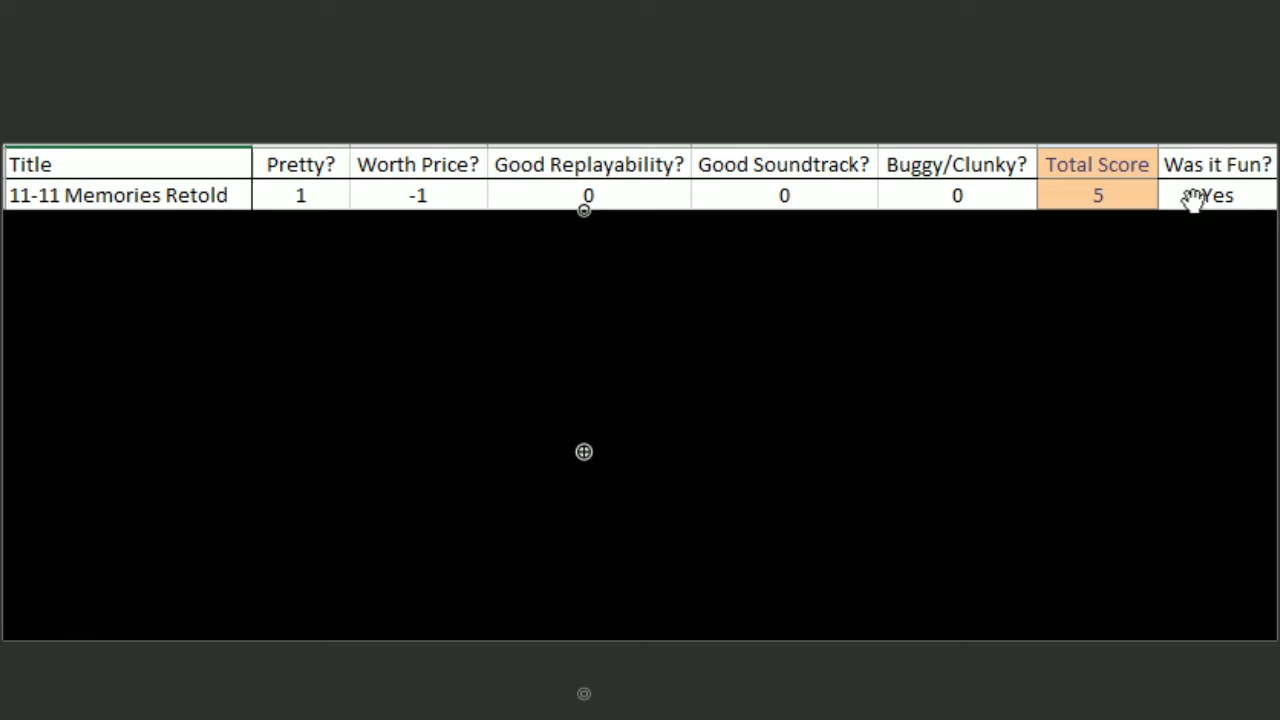 Title Pretty? Worth Price? Good Replayability? Good Soundtrack? Buggy/Clunky? Total Score Was it Fun?
11-11 Memories Retold 1 -1 0 0 0 5 Yes